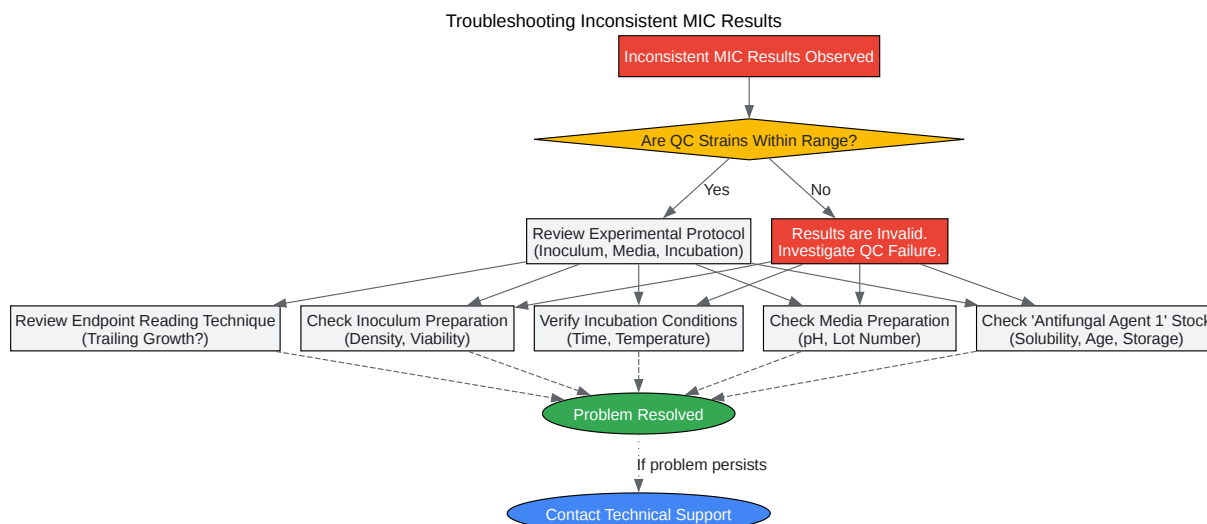 Troubleshooting Inconsistent MIC Results
Inconsistent MIC Results Observed
Are QC Strains Within Range?
Yes
No
Review Experimental Protocol
(Inoculum, Media, Incubation)
Results are Invalid.
Investigate QC Failure.
Review Endpoint Reading Technique
(Trailing Growth?)
Check Inoculum Preparation
(Density, Viability)
Verify Incubation Conditions
(Time, Temperature)
Check Media Preparation
(pH, Lot Number)
Check 'Antifungal Agent 1' Stock
(Solubility, Age, Storage)
Problem Resolved
If problem persists
Contact Technical Support